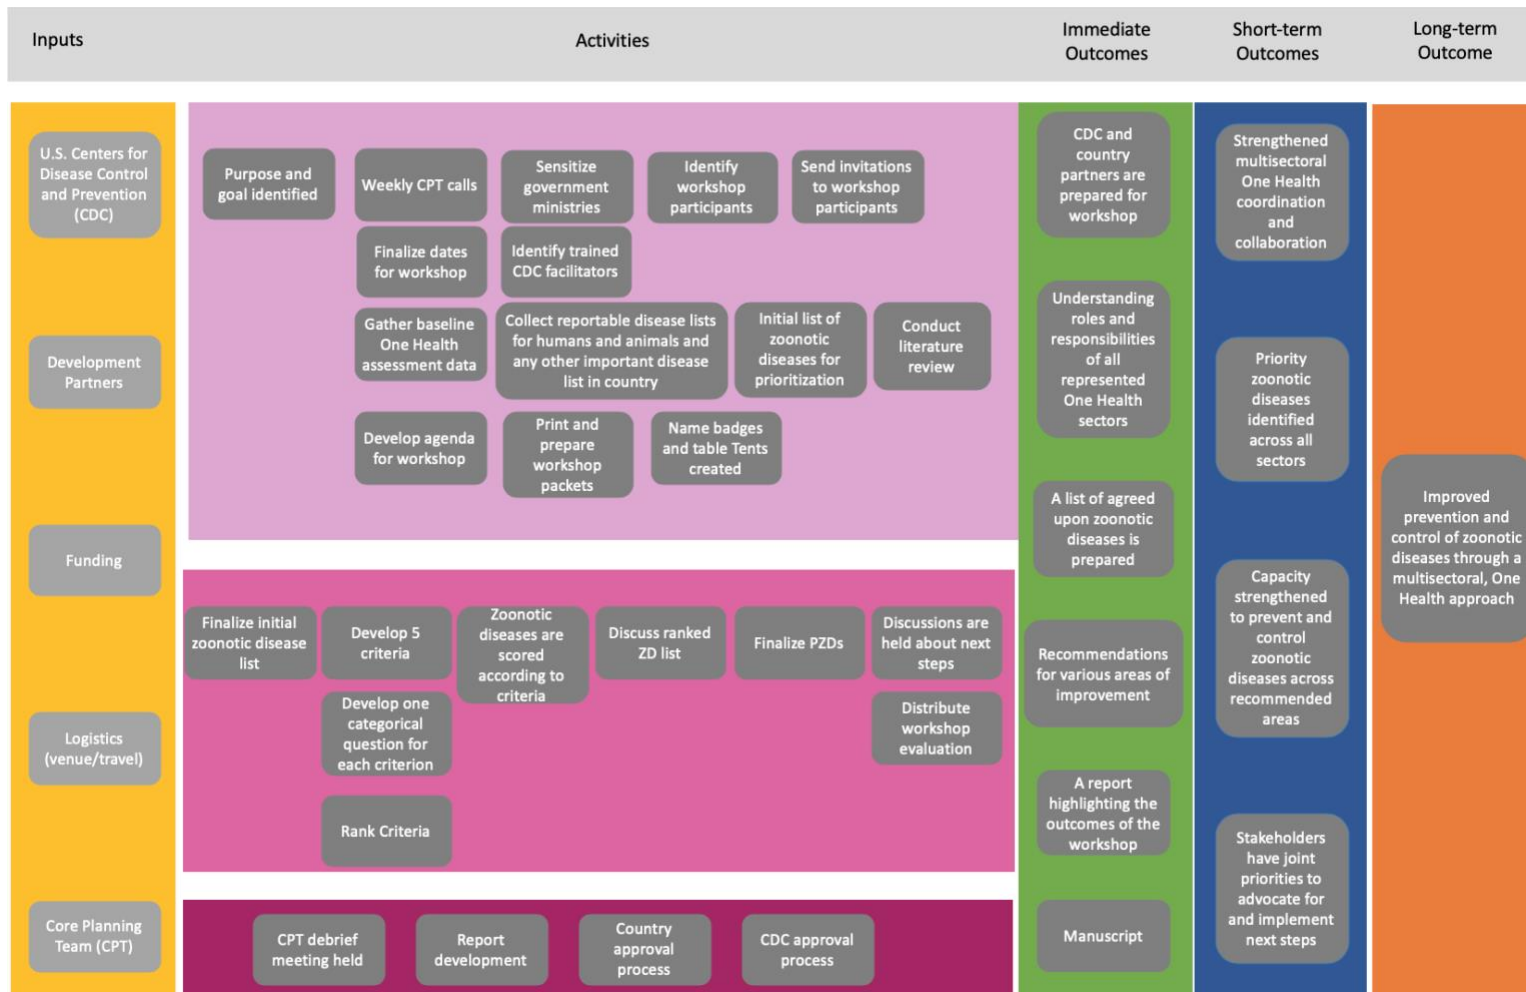 Inputs
Activities
Immediate
Outcomes
Short-term
Outcomes
Long-term
Outcome
U.S. Centers for
Disease Control
and Prevention
(CDC)
Development
Partners
Funding
Logistics
(venue/travel)
Core Planning
Team (CPT)
Purpose and
goal identified
Weekly CPT calls
Sensitize
government
ministries
Identify
workshop
participants
Send invitations
to workshop
participants
Finalize dates
for workshop
Identify trained
CDC facilitators
Gather baseline
One Health
assessment data
Collect reportable disease lists
for humans and animals and
any other important disease
list in country
Initial list of
zoonotic
diseases for
prioritization
Conduct
literature
review
Develop agenda
for workshop
Print and
prepare
workshop
packets
Name badges
and table Tents
created
Finalize initial
zoonotic disease
list
Develop 5
criteria
Zoonotic
diseases are
scored
according to
criteria
Discuss ranked
ZD list
Finalize PZDs
Discussions are
held about next
steps
Develop one
categorical
question for
each criterion
Distribute
workshop
evaluation
Rank Criteria
CPT debrief
meeting held
Report
development
Country
approval
process
CDC approval
process
CDC and
country
partners are
prepared for
workshop
Understanding
roles and
responsibilities
of all
represented
One Health
sectors
A list of agreed
upon zoonotic
diseases is
prepared
Recommendations
for various areas of
improvement
A report
highlighting the
outcomes of the
workshop
Manuscript
Strengthened
multisectoral
One Health
coordination
and
collaboration
Priority
zoonotic
diseases
identified
across all
sectors
Capacity
strengthened
to prevent and
control
zoonotic
diseases across
recommended
areas
Stakeholders
have joint
priorities to
advocate for
and implement
next steps
Improved
prevention and
control of zoonotic
diseases through a
multisectoral, One
Health approach